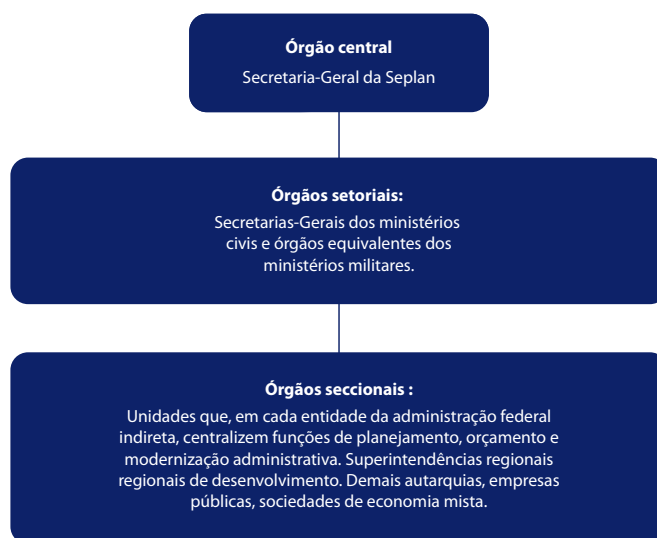 Órgão central
Secretaria-Geral da Seplan
Órgãos setoriais:
Secretarias-Gerais dos ministérios
civis e órgãos equivalentes dos
ministérios militares.
Órgãos seccionais :
Unidades que, em cada entidade da administração federal
indireta, centralizem funções de planejamento, orçamento e
modernização administrativa. Superintendências regionais
regionais de desenvolvimento. Demais autarquias, empresas
públicas, sociedades de economia mista.